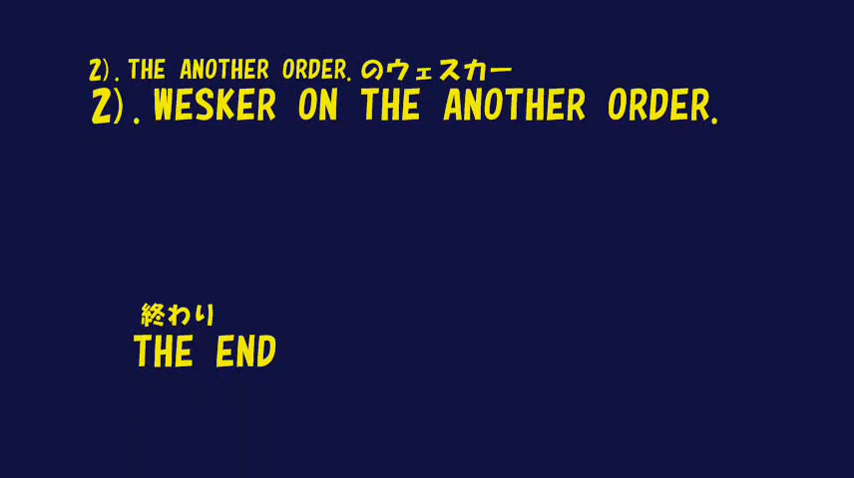 2). THE ANOTHER ORDER. のウェスカー
2). WESKER ON THE ANOTHER ORDER.
終わり
THE END